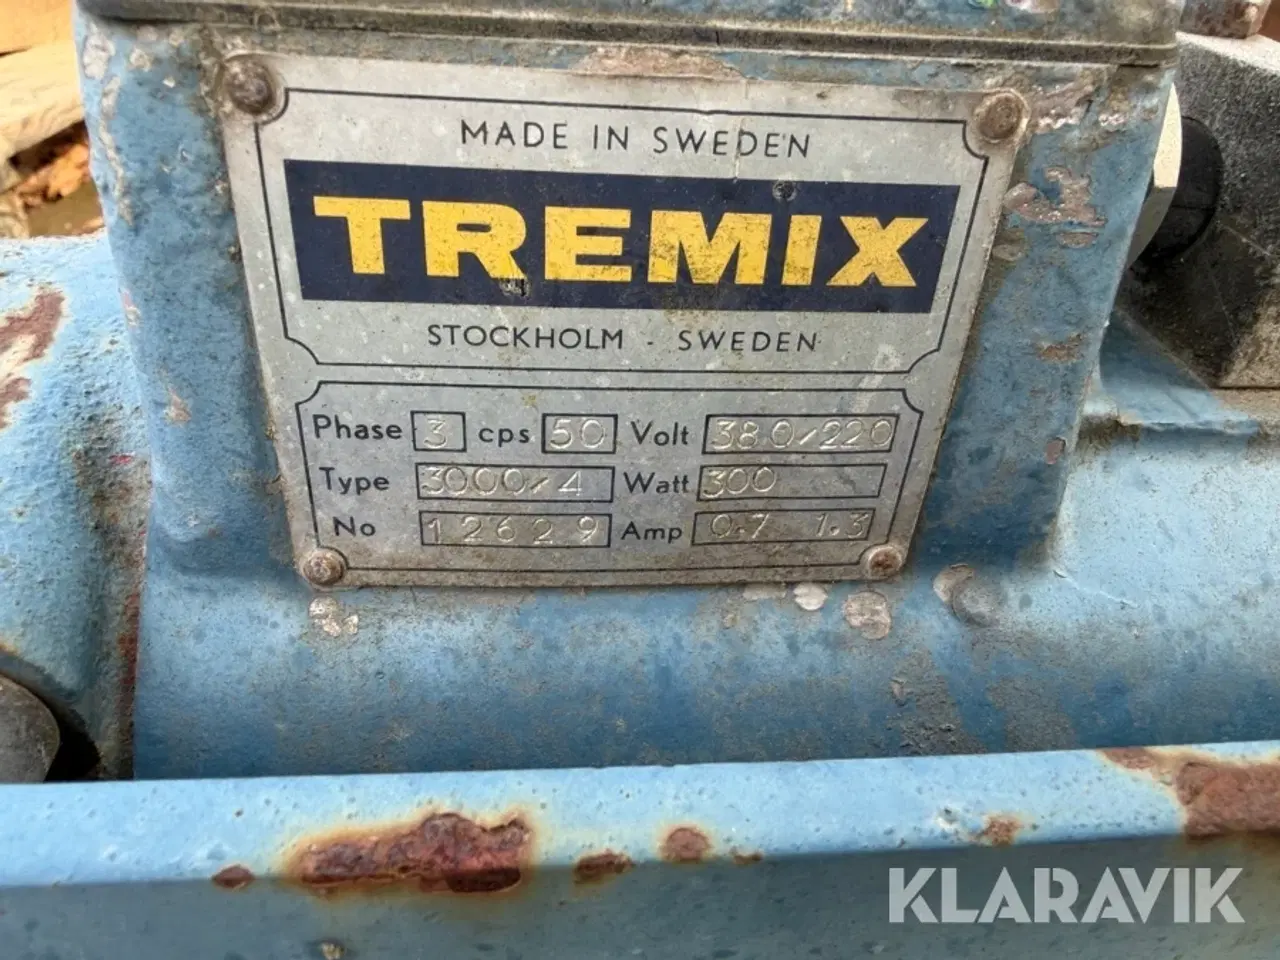 MADE IN SWEDEN
TREMIX
STOCKHOLM - SWEDEN
Phase 3 cps 50 Volt 380/220
Type 3000/4 Watt 300
No 12629 Amp 0.7 1.3
KLARAVIK